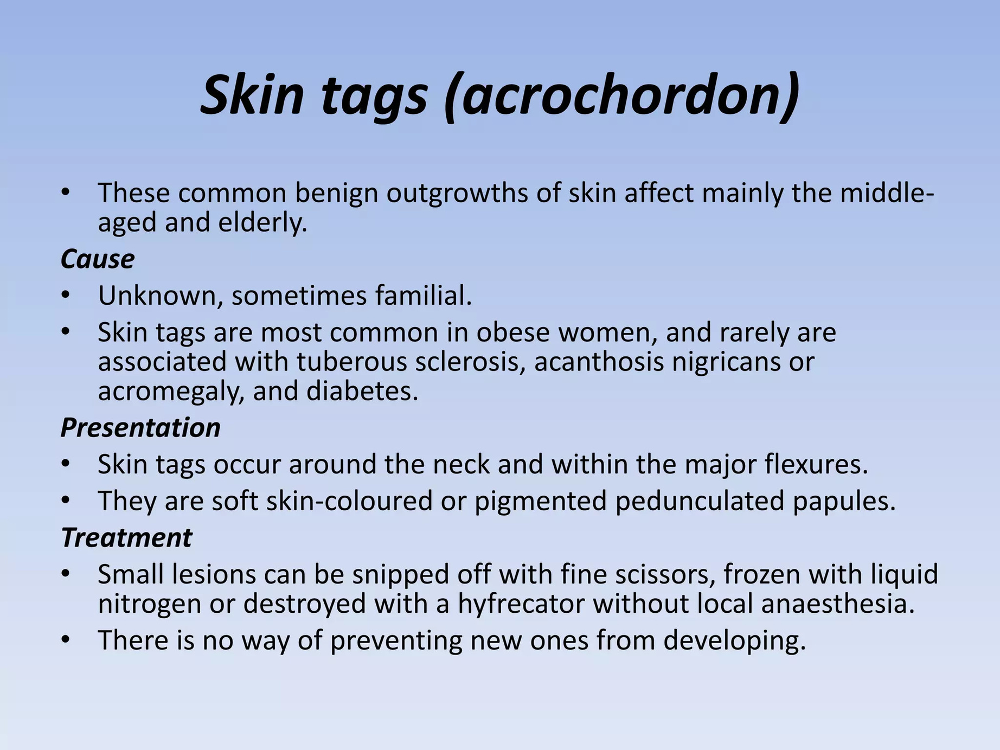 Skin tags (acrochordon)
• These common benign outgrowths of skin affect mainly the middle-
aged and elderly.
Cause
• Unknown, sometimes familial.
• Skin tags are most common in obese women, and rarely are
associated with tuberous sclerosis, acanthosis nigricans or
acromegaly, and diabetes.
Presentation
• Skin tags occur around the neck and within the major flexures.
• They are soft skin-coloured or pigmented pedunculated papules.
Treatment
• Small lesions can be snipped off with fine scissors, frozen with liquid
nitrogen or destroyed with a hyfrecator without local anaesthesia.
• There is no way of preventing new ones from developing.